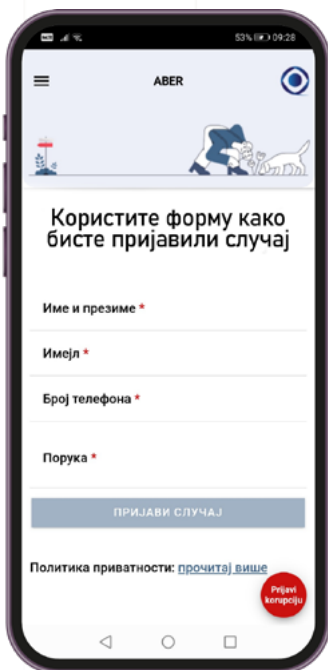 53% 09:28
ABER
Користите форму како
бисте пријавили случај
Име и презиме *
Имејл *
Број телефона *
Порука *
ПРИЈАВИ СЛУЧАЈ
Политика приватности: прочитај више
Prijavi
korupciju